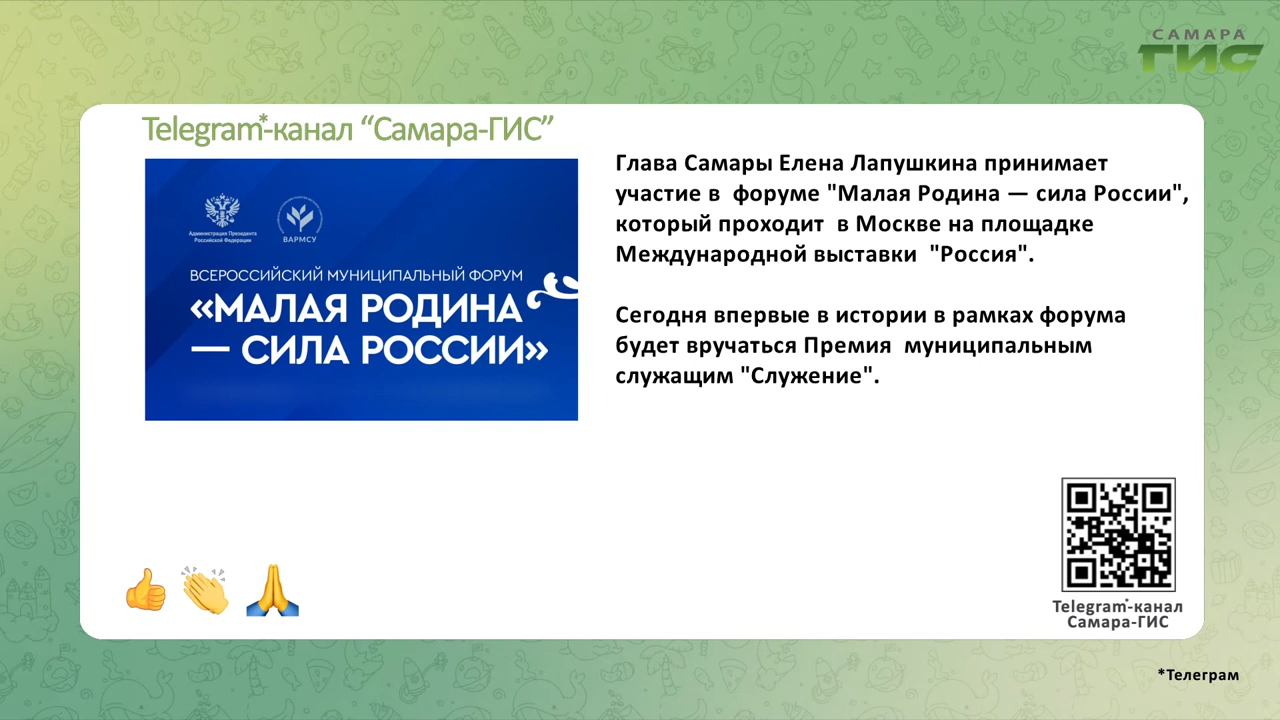 САМАРА
ГИС
Telegram*-канал “Самара-ГИС”
Администрация Президента
Российской Федерации
ВАРМСУ
ВСЕРОССИЙСКИЙ МУНИЦИПАЛЬНЫЙ ФОРУМ
«МАЛАЯ РОДИНА
— СИЛА РОССИИ»
Глава Самары Елена Лапушкина принимает
участие в форуме "Малая Родина — сила России",
который проходит в Москве на площадке
Международной выставки "Россия".
Сегодня впервые в истории в рамках форума
будет вручаться Премия муниципальным
служащим "Служение".
Telegram*-канал
Самара-ГИС
*Телеграм